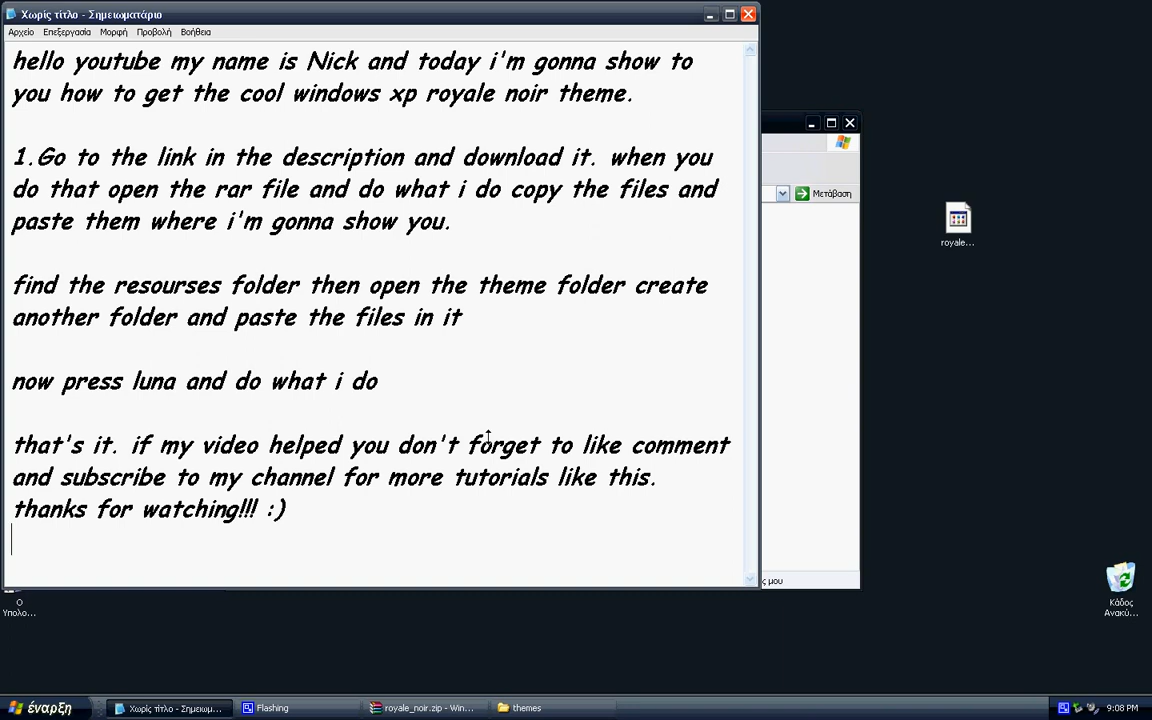 Χωρίς τίτλο - Σημειωματάριο
Αρχείο Επεξεργασία Μορφή Προβολή Βοήθεια
hello youtube my name is Nick and today i'm gonna show to
you how to get the cool windows xp royale noir theme.
1.Go to the link in the description and download it. when you
do that open the rar file and do what i do copy the files and
paste them where i'm gonna show you.
find the resourses folder then open the theme folder create
another folder and paste the files in it
now press luna and do what i do
that's it. if my video helped you don't forget to like comment
and subscribe to my channel for more tutorials like this.
thanks for watching!!! :)
Μετάβαση
royale...
ς μου
Ο
Υπολο...
Κάδος
Ανακύ...
έναρξη
Χωρίς τίτλο - Σημειωμ...
Flashing
royale_noir.zip - Win...
themes
9:08 PM